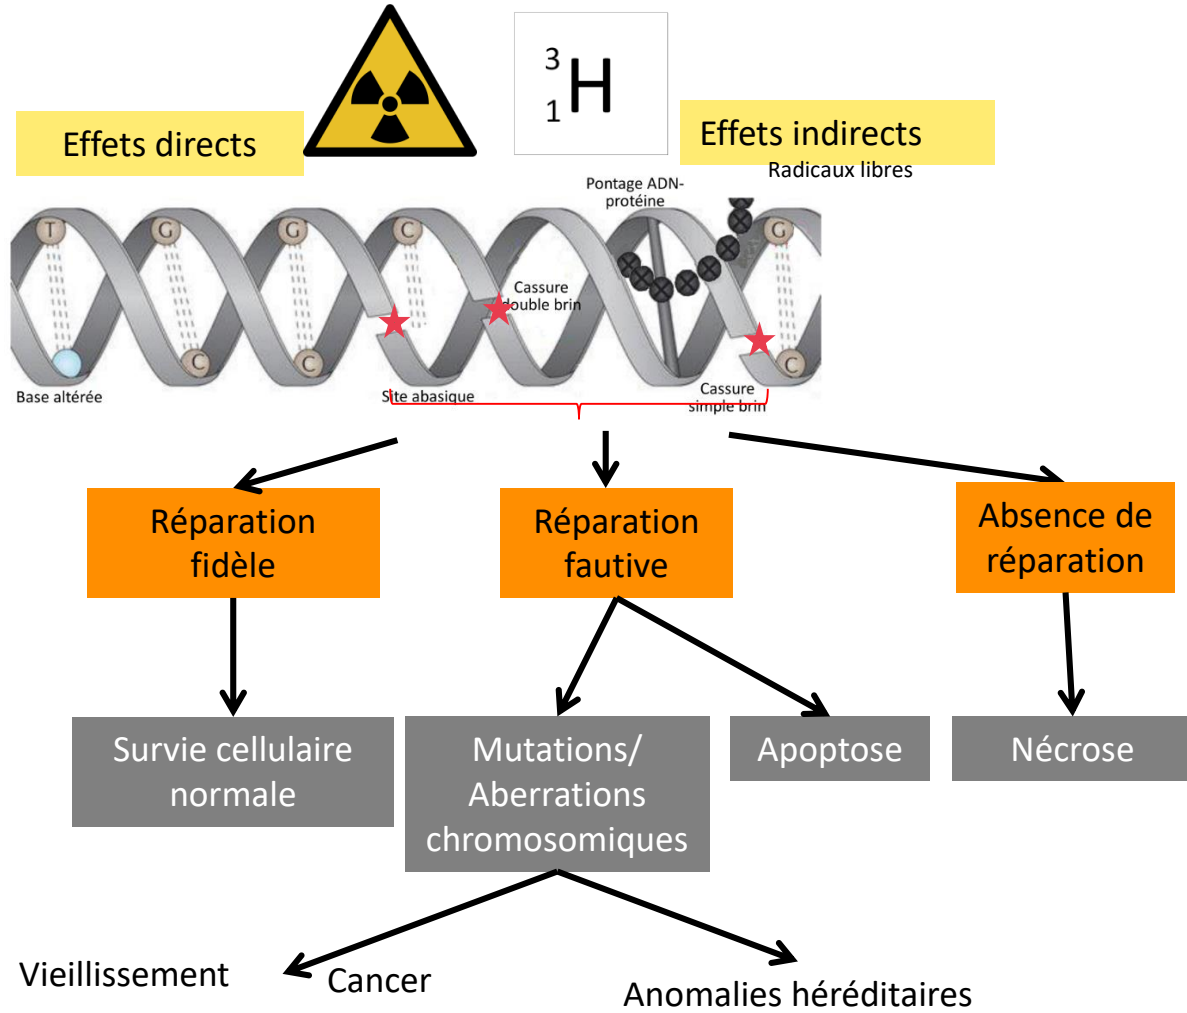 3
1 H
Effets directs
Effets indirects
Radicaux libres
Pontage ADN-
protéine
T
G
G
C
G
Cassure
double brin
C
C
C
Base altérée
Site abasique
Cassure
simple brin
Réparation
fidèle
Réparation
fautive
Absence de
réparation
Survie cellulaire
normale
Mutations/
Aberrations
chromosomiques
Apoptose
Nécrose
Vieillissement
Cancer
Anomalies héréditaires